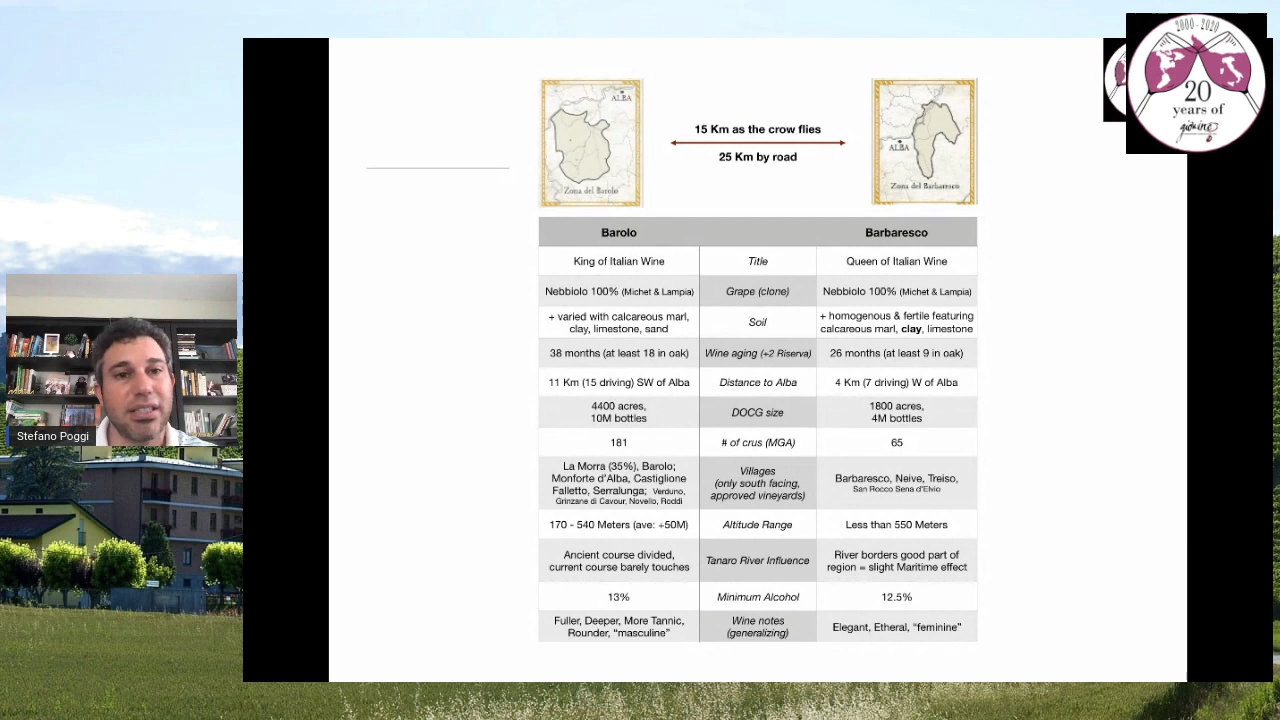 2000-2020
20
years of
ALBA
Zona del Barolo
15 Km as the crow flies
25 Km by road
ALBA
Zona del Barbaresco
Barolo Barbaresco
King of Italian Wine Title Queen of Italian Wine
Nebbiolo 100% (Michet & Lampia) Grape (clone) Nebbiolo 100% (Michet & Lampia)
+ varied with calcareous marl,
clay, limestone, sand
Soil
+ homogenous & fertile featuring
calcareous marl, clay, limestone
38 months (at least 18 in oak) Wine aging (+2 Riserva) 26 months (at least 9 in oak)
11 Km (15 driving) SW of Alba Distance to Alba 4 Km (7 driving) W of Alba
4400 acres,
10M bottles
DOCG size
1800 acres,
4M bottles
181 # of crus (MGA) 65
La Morra (35%), Barolo;
Monforte d'Alba, Castiglione
Falletto, Serralunga; Verduno,
Grinzane di Cavour, Novello, Roddi
Villages
(only south facing,
approved vineyards)
Barbaresco, Neive, Treiso,
San Rocco Sena d'Elvio
170 - 540 Meters (ave: +50M) Altitude Range Less than 550 Meters
Ancient course divided,
current course barely touches
Tanaro River Influence
River borders good part of
region = slight Maritime effect
13% Minimum Alcohol 12.5%
Fuller, Deeper, More Tannic,
Rounder, "masculine"
Wine notes
(generalizing)
Elegant, Etheral, "feminine"
Stefano Poggi